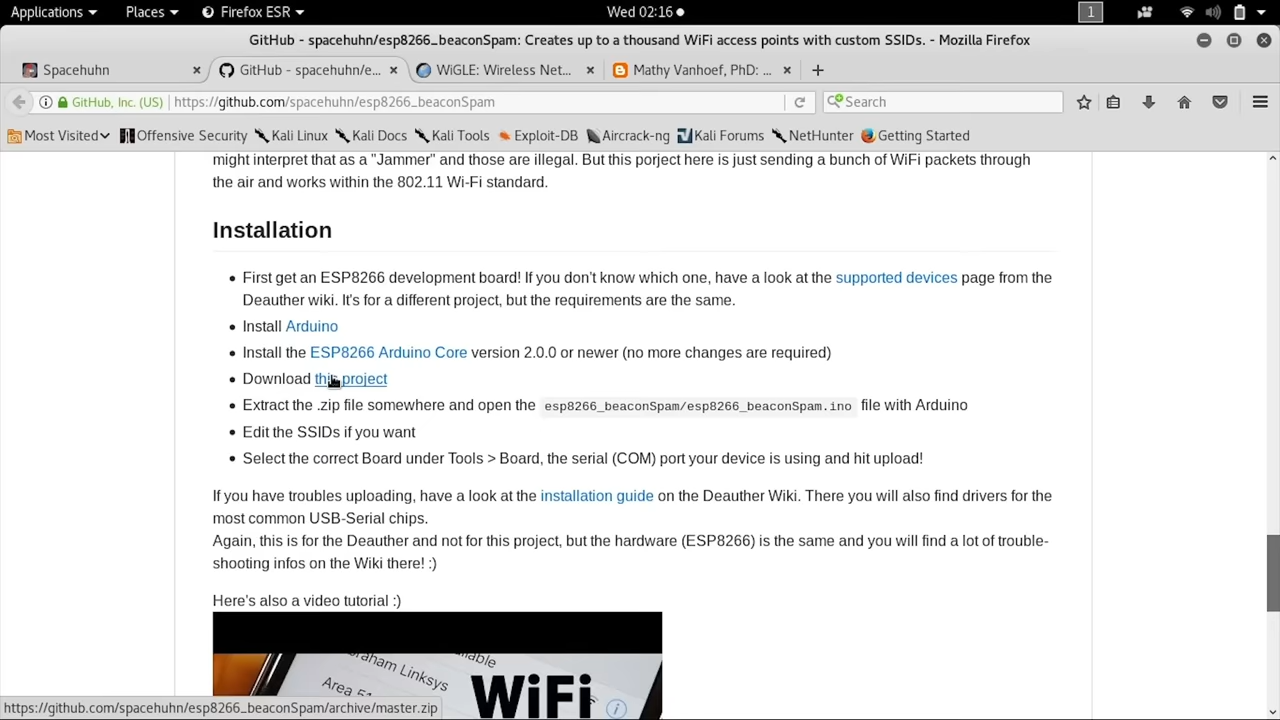 Applications Places Firefox ESR Wed 02:16 1
GitHub - spacehuhn/esp8266_beaconSpam: Creates up to a thousand WiFi access points with custom SSIDs. - Mozilla Firefox
Spacehuhn GitHub - spacehuhn/e... WiGLE: Wireless Net... Mathy Vanhoef, PhD: ...
GitHub, Inc. (US) https://github.com/spacehuhn/esp8266_beaconSpam Search
Most Visited Offensive Security Kali Linux Kali Docs Kali Tools Exploit-DB Aircrack-ng Kali Forums NetHunter Getting Started
might interpret that as a "Jammer" and those are illegal. But this porject here is just sending a bunch of WiFi packets through
the air and works within the 802.11 Wi-Fi standard.
Installation
First get an ESP8266 development board! If you don't know which one, have a look at the supported devices page from the
Deauther wiki. It's for a different project, but the requirements are the same.
Install Arduino
Install the ESP8266 Arduino Core version 2.0.0 or newer (no more changes are required)
Download this project
Extract the .zip file somewhere and open the esp8266_beaconSpam/esp8266_beaconSpam.ino file with Arduino
Edit the SSIDs if you want
Select the correct Board under Tools > Board, the serial (COM) port your device is using and hit upload!
If you have troubles uploading, have a look at the installation guide on the Deauther Wiki. There you will also find drivers for the
most common USB-Serial chips.
Again, this is for the Deauther and not for this project, but the hardware (ESP8266) is the same and you will find a lot of trouble-
shooting infos on the Wiki there! :)
Here's also a video tutorial :)
Linksys
Area 51
WiFi
https://github.com/spacehuhn/esp8266_beaconSpam/archive/master.zip